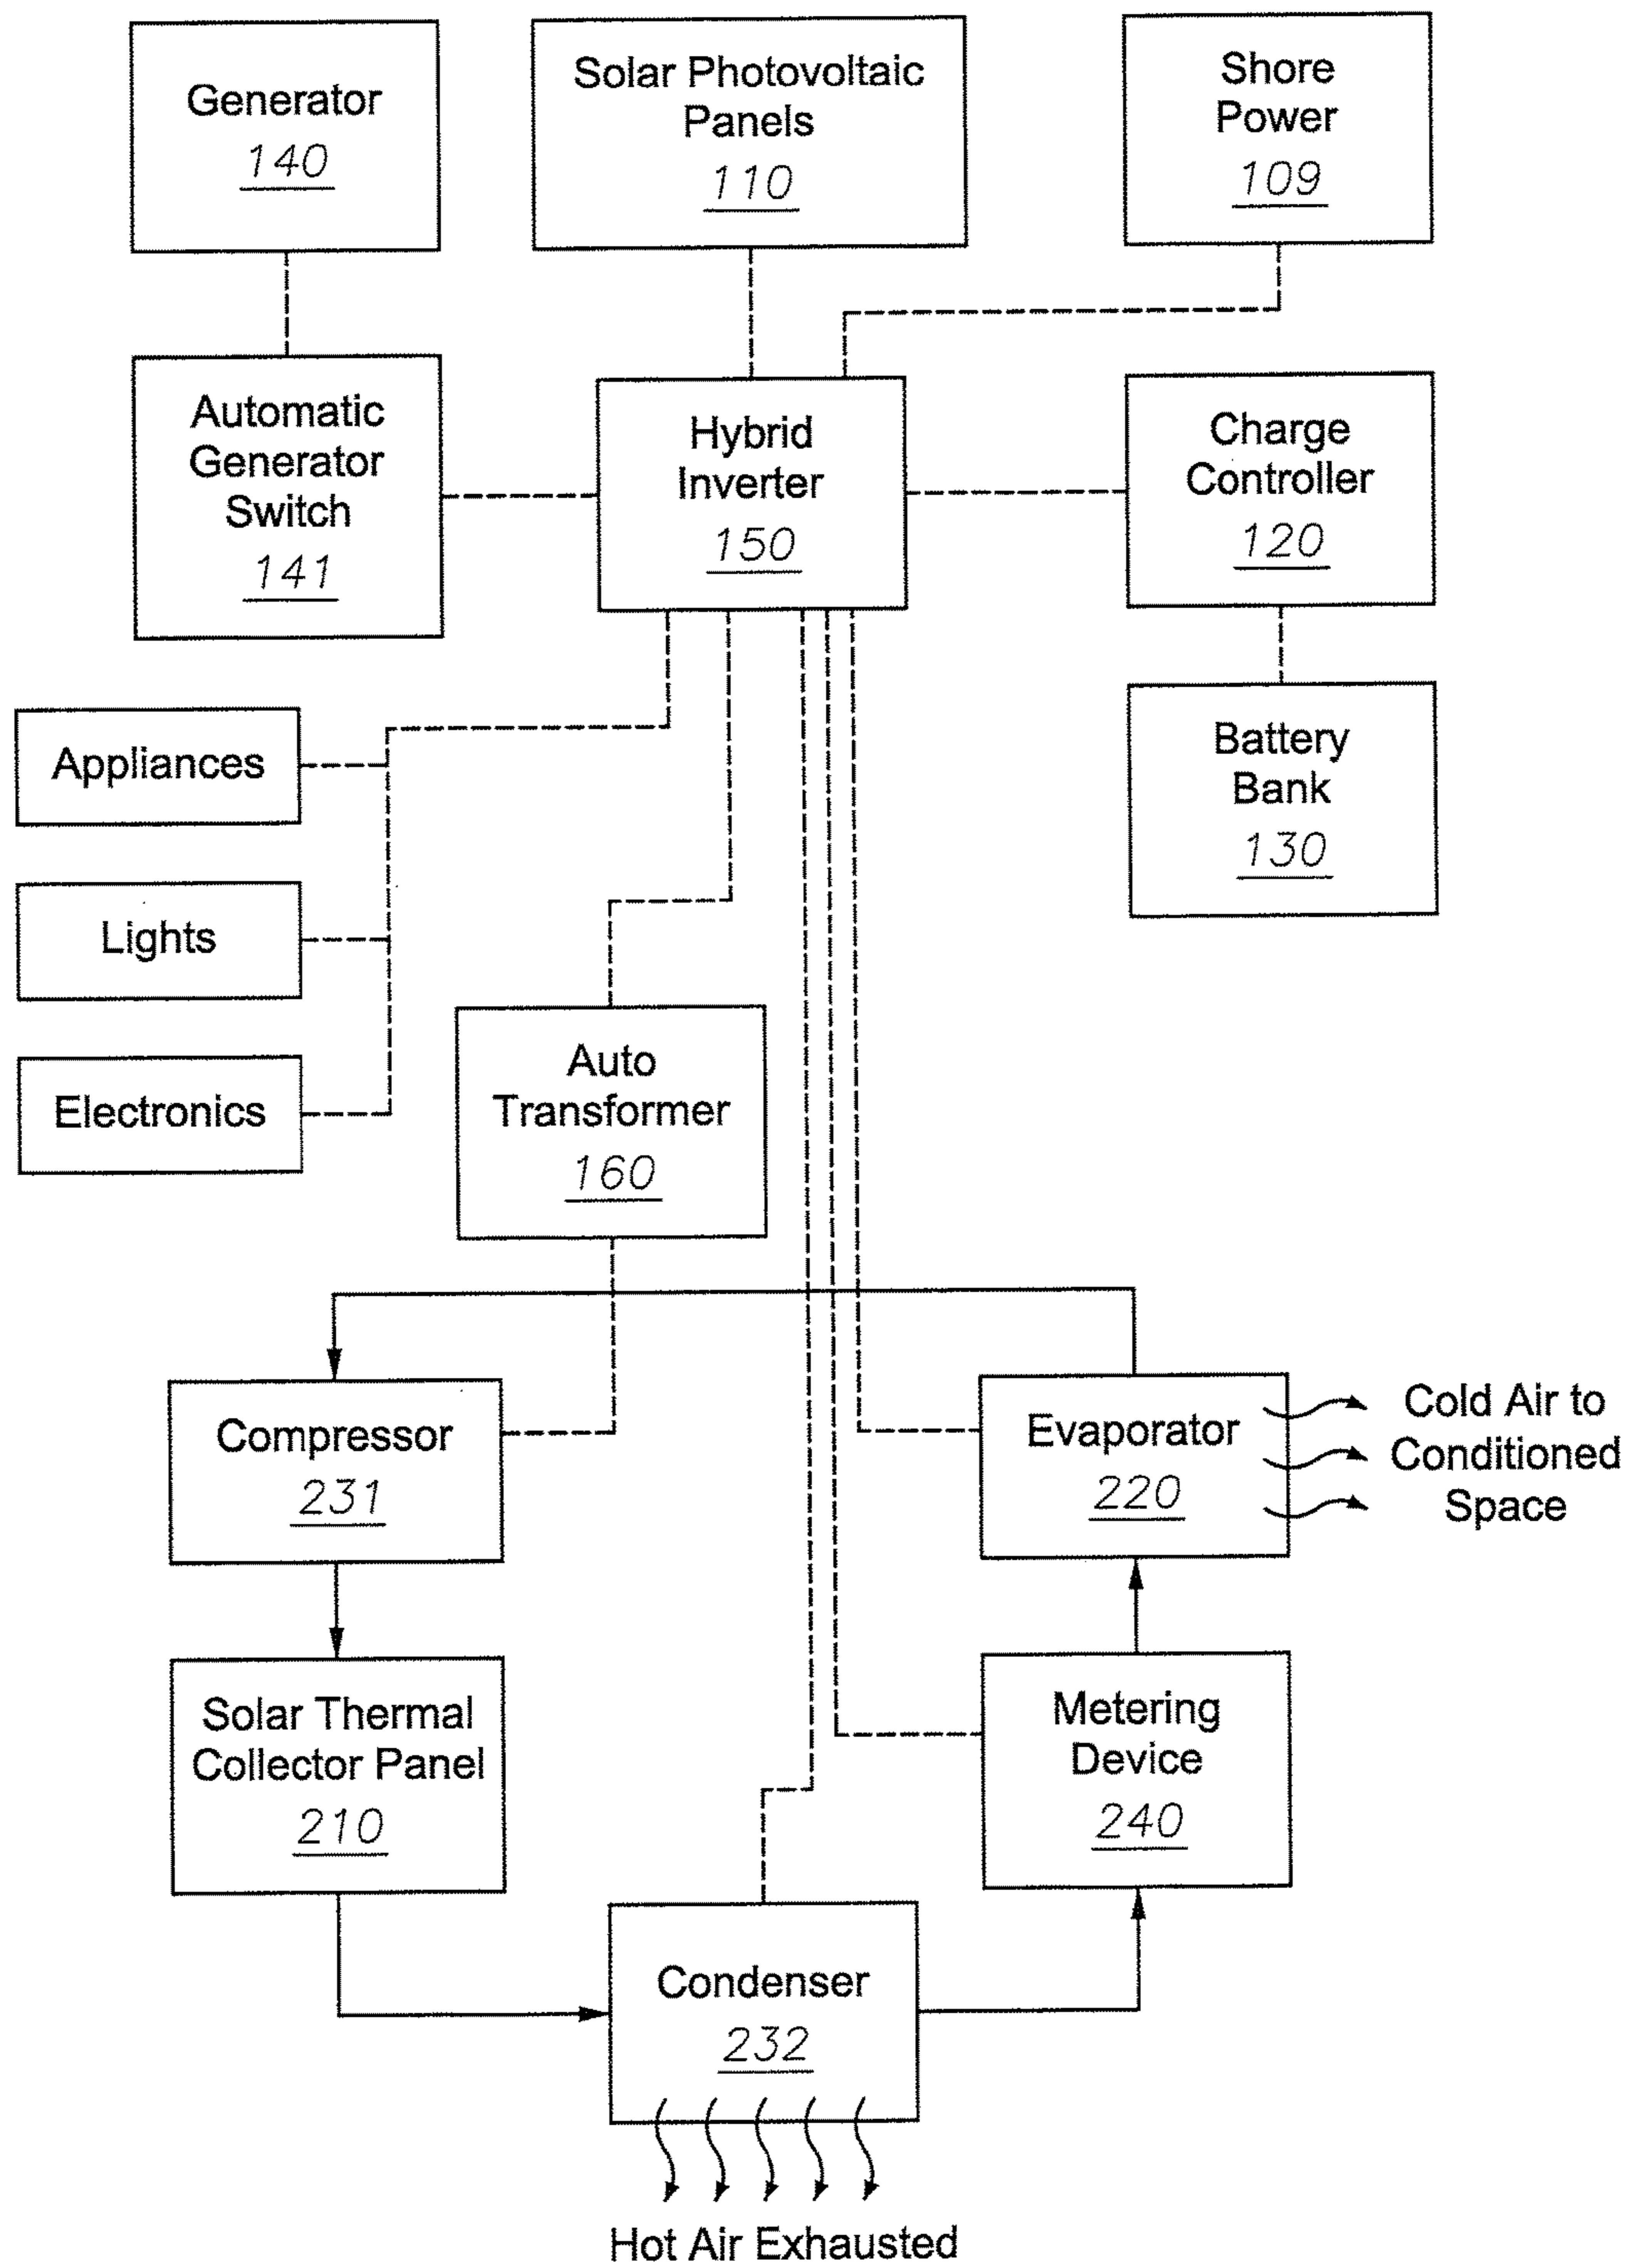 Generator
140
Solar Photovoltaic
Panels
110
Shore
Power
109
Automatic
Generator
Switch
141
Hybrid
Inverter
150
Charge
Controller
120
Appliances
Battery
Bank
130
Lights
Electronics
Auto
Transformer
160
Compressor
231
Evaporator
220
Cold Air to
Conditioned
Space
Solar Thermal
Collector Panel
210
Metering
Device
240
Condenser
232
Hot Air Exhausted